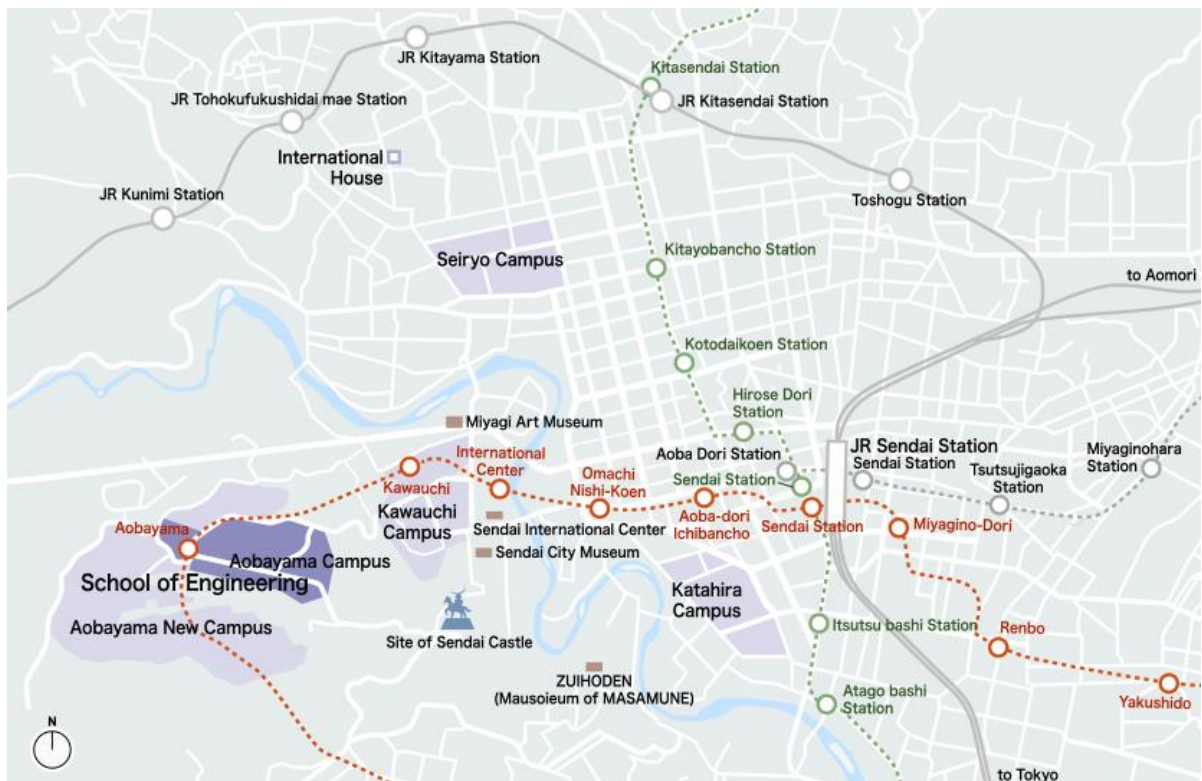 JR Kitayama Station
Kitasendai Station
JR Kitasendai Station
JR Tohokufukushidai mae Station
International
House
JR Kunimi Station
Toshogu Station
Seiryo Campus
Kitayobancho Station
to Aomori
Kotodaikoen Station
Hirose Dori
Station
Miyagi Art Museum
Aoba Dori Station
JR Sendai Station
Sendai Station
Miyaginohara
Station
International
Center
Omachi
Nishi-Koen
Sendai Station
Tsutsujigaoka
Station
Kawauchi
Kawauchi
Campus
Sendai International Center
Aoba-dori
Ichibancho
Sendai Station
Miyagino-Dori
Aobayama
Sendai City Museum
Aobayama Campus
School of Engineering
Katahira
Campus
Aobayama New Campus
Site of Sendai Castle
Itsutsu bashi Station
Renbo
ZUIHODEN
(Mausoieum of MASAMUNE)
Atago bashi
Station
Yakushido
N
to Tokyo